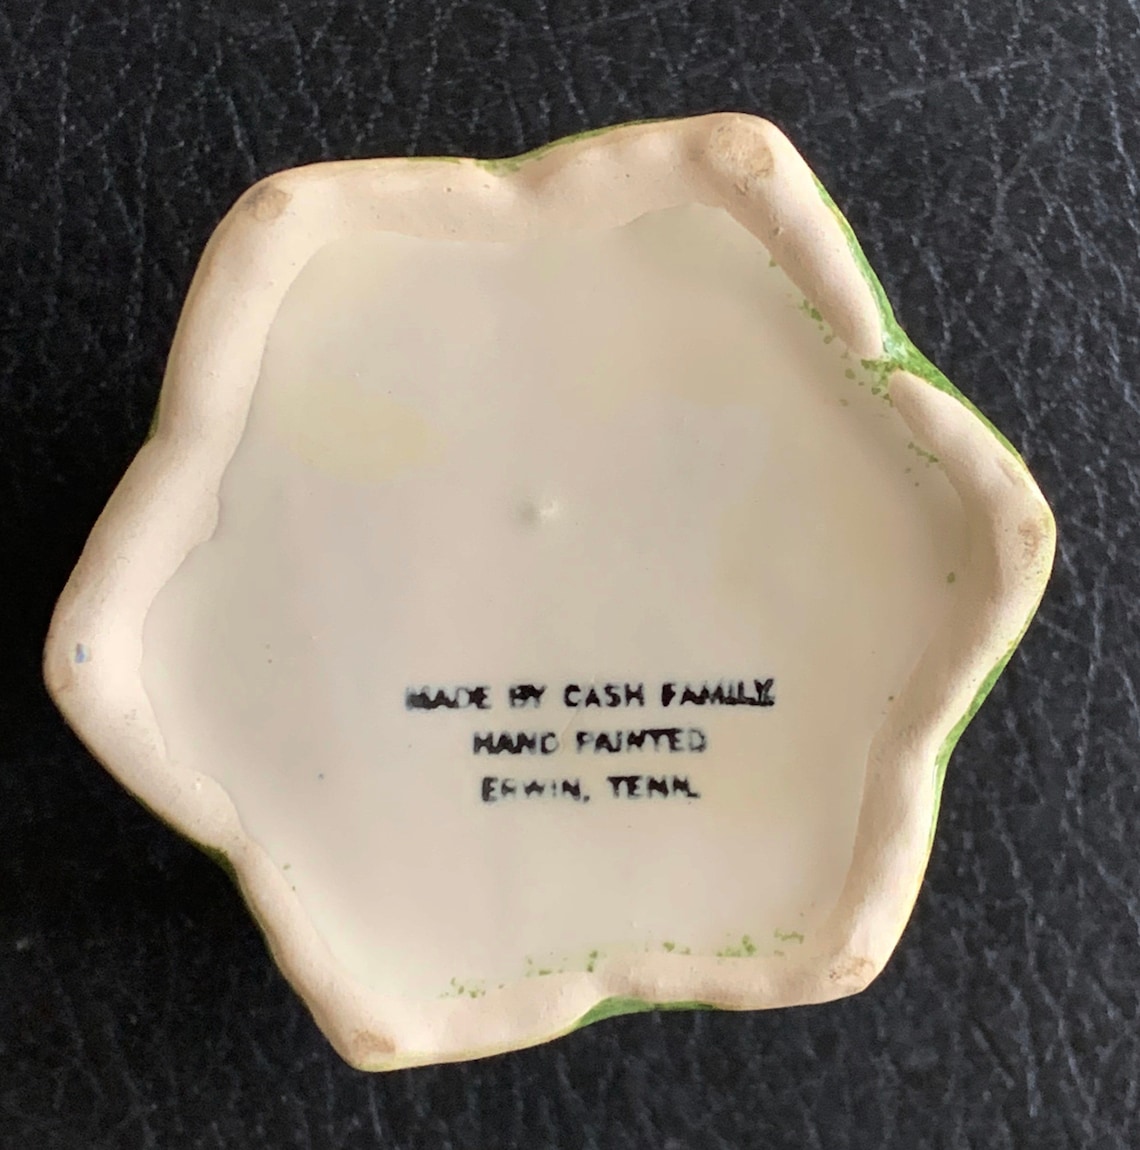 MADE BY CASH FAMILY
HAND PAINTED
ERWIN, TENN.